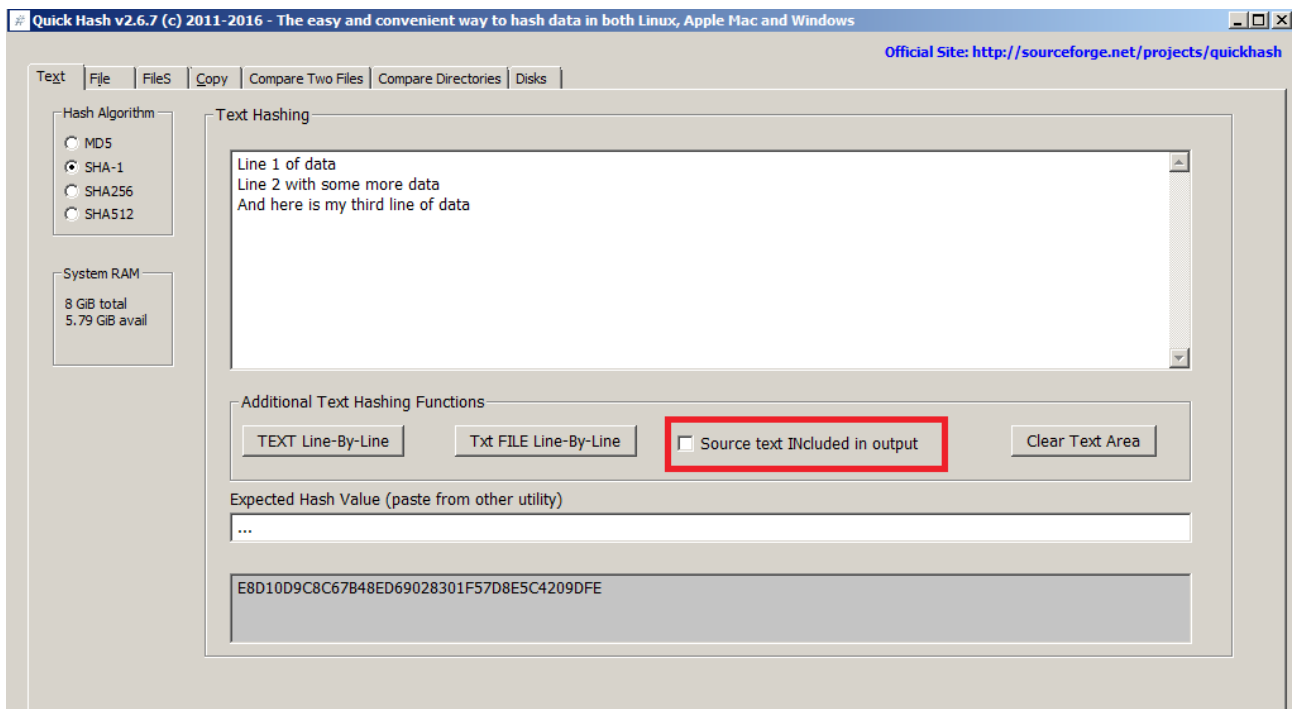 Quick Hash v2.6.7 (c) 2011-2016 - The easy and convenient way to hash data in both Linux, Apple Mac and Windows
Official Site: http://sourceforge.net/projects/quickhash
Text File FileS Copy Compare Two Files Compare Directories Disks
Hash Algorithm
MD5
SHA-1
SHA256
SHA512
System RAM
8 GiB total
5.79 GiB avail
Text Hashing
Line 1 of data
Line 2 with some more data
And here is my third line of data
Additional Text Hashing Functions
TEXT Line-By-Line Txt FILE Line-By-Line Source text INcluded in output Clear Text Area
Expected Hash Value (paste from other utility)
...
E8D10D9C8C67B48ED69028301F57D8E5C4209DFE